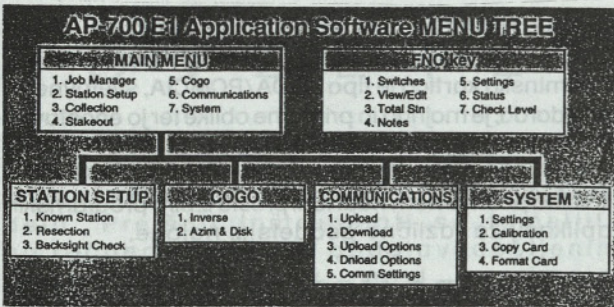 AP-700 E1 Application Software MENU TREE
MAIN MENU
1. Job Manager
2. Station Setup
3. Collection
4. Stakeout
5. Cogo
6. Communications
7. System
FNC key
1. Switches
2. View/Edit
3. Total Stn
4. Notes
5. Settings
6. Status
7. Check Level
STATION SETUP
1. Known Station
2. Resection
3. Backsight Check
COGO
1. Inverse
2. Azim & Disk
COMMUNICATIONS
1. Upload
2. Download
3. Upload Options
4. Dnload Options
5. Comm Settings
SYSTEM
1. Settings
2. Calibration
3. Copy Card
4. Format Card